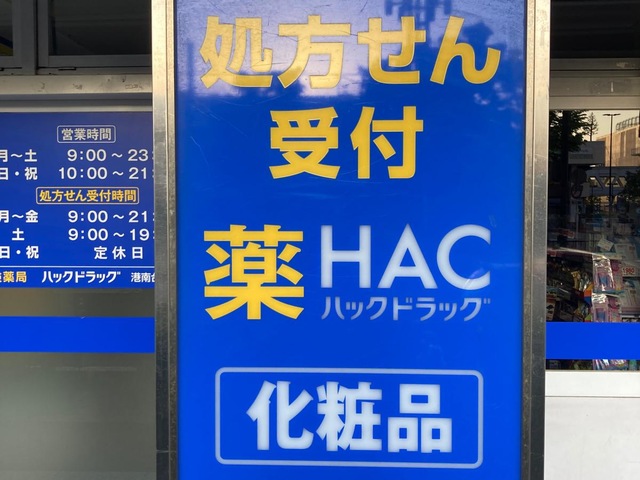 処方せん
受付
薬 HAC
ハックドラッグ
化粧品
営業時間
月～土 9:00～23:
日・祝 10:00～21:
処方せん受付時間
月～金 9:00～21:
土 9:00～19:
日・祝 定休日
薬局 ハックドラッグ 港南台